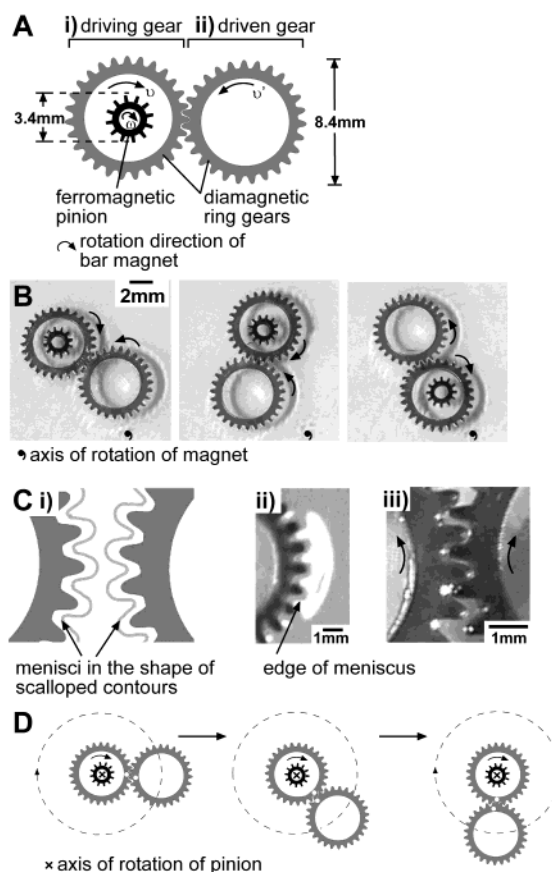 A
i) driving gear
ii) driven gear
υ
υ'
ω
3.4mm
8.4mm
ferromagnetic
pinion
diamagnetic
ring gears
rotation direction of
bar magnet
B
2mm
axis of rotation of magnet
C i)
ii)
iii)
1mm
1mm
menisci in the shape of
scalloped contours
edge of meniscus
D
× axis of rotation of pinion